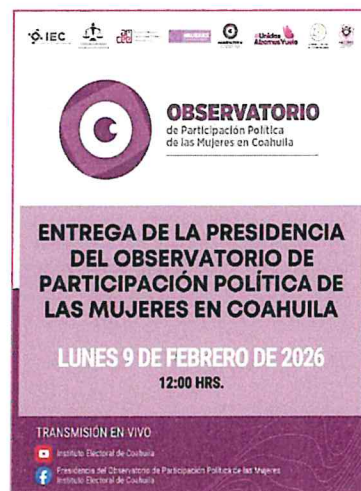 IEC
#Unidas
AbramosVuelo
OBSERVATORIO
de Participación Política
de las Mujeres en Coahuila
ENTREGA DE LA PRESIDENCIA
DEL OBSERVATORIO DE
PARTICIPACIÓN POLÍTICA DE
LAS MUJERES EN COAHUILA
LUNES 9 DE FEBRERO DE 2026
12:00 HRS.
TRANSMISIÓN EN VIVO
Instituto Electoral de Coahuila
Presidencia del Observatorio de Participación Política de las Mujeres
Instituto Electoral de Coahuila